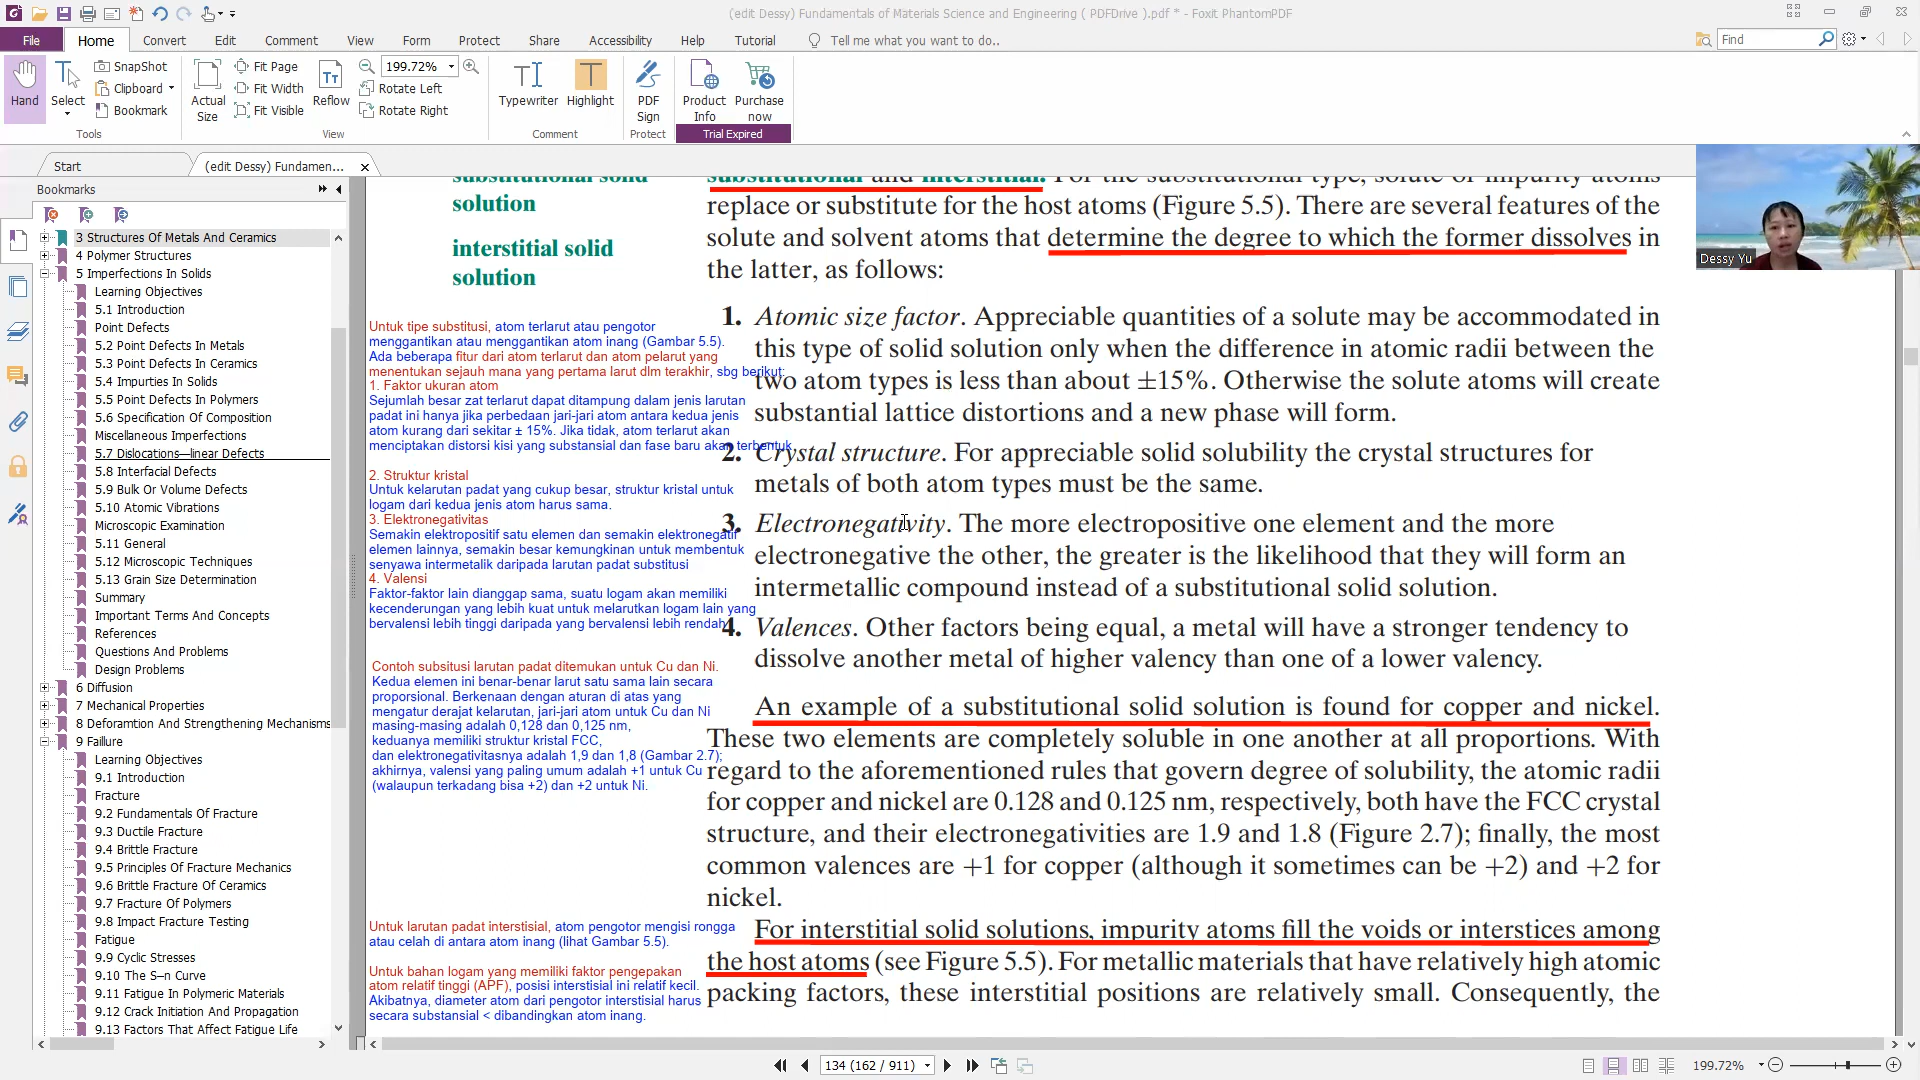 (edit Dessy) Fundamentals of Materials Science and Engineering ( PDFDrive ).pdf * - Foxit PhantomPDF
File Home Convert Edit Comment View Form Protect Share Accessibility Help Tutorial Tell me what you want to do.. Find
Hand
Select
SnapShot
Clipboard
Bookmark
Tools
Actual Size
Fit Page
Fit Width
Fit Visible
Reflow
199.72%
Rotate Left
Rotate Right
View
Typewriter
Highlight
Comment
PDF Sign
Protect
Product Info
Purchase now
Trial Expired
Start
(edit Dessy) Fundamen...
Bookmarks
3 Structures Of Metals And Ceramics
4 Polymer Structures
5 Imperfections In Solids
Learning Objectives
5.1 Introduction
Point Defects
5.2 Point Defects In Metals
5.3 Point Defects In Ceramics
5.4 Impurties In Solids
5.5 Point Defects In Polymers
5.6 Specification Of Composition
Miscellaneous Imperfections
5.7 Dislocations—linear Defects
5.8 Interfacial Defects
5.9 Bulk Or Volume Defects
5.10 Atomic Vibrations
Microscopic Examination
5.11 General
5.12 Microscopic Techniques
5.13 Grain Size Determination
Summary
Important Terms And Concepts
References
Questions And Problems
Design Problems
6 Diffusion
7 Mechanical Properties
8 Deforamtion And Strengthening Mechanisms
9 Faillure
Learning Objectives
9.1 Introduction
Fracture
9.2 Fundamentals Of Fracture
9.3 Ductile Fracture
9.4 Brittle Fracture
9.5 Principles Of Fracture Mechanics
9.6 Brittle Fracture Of Ceramics
9.7 Fracture Of Polymers
9.8 Impact Fracture Testing
Fatigue
9.9 Cyclic Stresses
9.10 The S—n Curve
9.11 Fatigue In Polymeric Materials
9.12 Crack Initiation And Propagation
9.13 Factors That Affect Fatigue Life
substitutional solid
solution
interstitial solid
solution
Untuk tipe substitusi, atom terlarut atau pengotor
menggantikan atau menggantikan atom inang (Gambar 5.5).
Ada beberapa fitur dari atom terlarut dan atom pelarut yang
menentukan sejauh mana yang pertama larut dlm terakhir, sbg berikut:
1. Faktor ukuran atom
Sejumlah besar zat terlarut dapat ditampung dalam jenis larutan
padat ini hanya jika perbedaan jari-jari atom antara kedua jenis
atom kurang dari sekitar ± 15%. Jika tidak, atom terlarut akan
menciptakan distorsi kisi yang substansial dan fase baru akan terbentuk.
2. Struktur kristal
Untuk kelarutan padat yang cukup besar, struktur kristal untuk
logam dari kedua jenis atom harus sama.
3. Elektronegativitas
Semakin elektropositif satu elemen dan semakin elektronegatif
elemen lainnya, semakin besar kemungkinan untuk membentuk
senyawa intermetalik daripada larutan padat substitusi
4. Valensi
Faktor-faktor lain dianggap sama, suatu logam akan memiliki
kecenderungan yang lebih kuat untuk melarutkan logam lain yang
bervalensi lebih tinggi daripada yang bervalensi lebih rendah.
Contoh subsitusi larutan padat ditemukan untuk Cu dan Ni.
Kedua elemen ini benar-benar larut satu sama lain secara
proporsional. Berkenaan dengan aturan di atas yang
mengatur derajat kelarutan, jari-jari atom untuk Cu dan Ni
masing-masing adalah 0,128 dan 0,125 nm,
keduanya memiliki struktur kristal FCC,
dan elektronegativitasnya adalah 1,9 dan 1,8 (Gambar 2.7);
akhirnya, valensi yang paling umum adalah +1 untuk Cu
(walaupun terkadang bisa +2) dan +2 untuk Ni.
Untuk larutan padat interstisial, atom pengotor mengisi rongga
atau celah di antara atom inang (lihat Gambar 5.5).
Untuk bahan logam yang memiliki faktor pengepakan
atom relatif tinggi (APF), posisi interstisial ini relatif kecil.
Akibatnya, diameter atom dari pengotor interstisial harus
secara substansial < dibandingkan atom inang.
substitutional and interstitial. For the substitutional type, solute or impurity atoms
replace or substitute for the host atoms (Figure 5.5). There are several features of the
solute and solvent atoms that determine the degree to which the former dissolves in
the latter, as follows:
1. Atomic size factor. Appreciable quantities of a solute may be accommodated in
this type of solid solution only when the difference in atomic radii between the
two atom types is less than about ±15%. Otherwise the solute atoms will create
substantial lattice distortions and a new phase will form.
2. Crystal structure. For appreciable solid solubility the crystal structures for
metals of both atom types must be the same.
3. Electronegativity. The more electropositive one element and the more
electronegative the other, the greater is the likelihood that they will form an
intermetallic compound instead of a substitutional solid solution.
4. Valences. Other factors being equal, a metal will have a stronger tendency to
dissolve another metal of higher valency than one of a lower valency.
An example of a substitutional solid solution is found for copper and nickel.
These two elements are completely soluble in one another at all proportions. With
regard to the aforementioned rules that govern degree of solubility, the atomic radii
for copper and nickel are 0.128 and 0.125 nm, respectively, both have the FCC crystal
structure, and their electronegativities are 1.9 and 1.8 (Figure 2.7); finally, the most
common valences are +1 for copper (although it sometimes can be +2) and +2 for
nickel.
For interstitial solid solutions, impurity atoms fill the voids or interstices among
the host atoms (see Figure 5.5). For metallic materials that have relatively high atomic
packing factors, these interstitial positions are relatively small. Consequently, the
Dessy Yu
134 (162 / 911)
199.72%